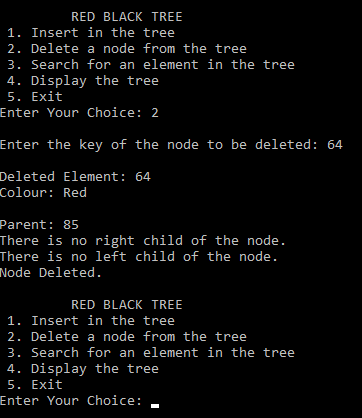 RED BLACK TREE
1. Insert in the tree
2. Delete a node from the tree
3. Search for an element in the tree
4. Display the tree
5. Exit
Enter Your Choice: 2
Enter the key of the node to be deleted: 64
Deleted Element: 64
Colour: Red
Parent: 85
There is no right child of the node.
There is no left child of the node.
Node Deleted.
RED BLACK TREE
1. Insert in the tree
2. Delete a node from the tree
3. Search for an element in the tree
4. Display the tree
5. Exit
Enter Your Choice: